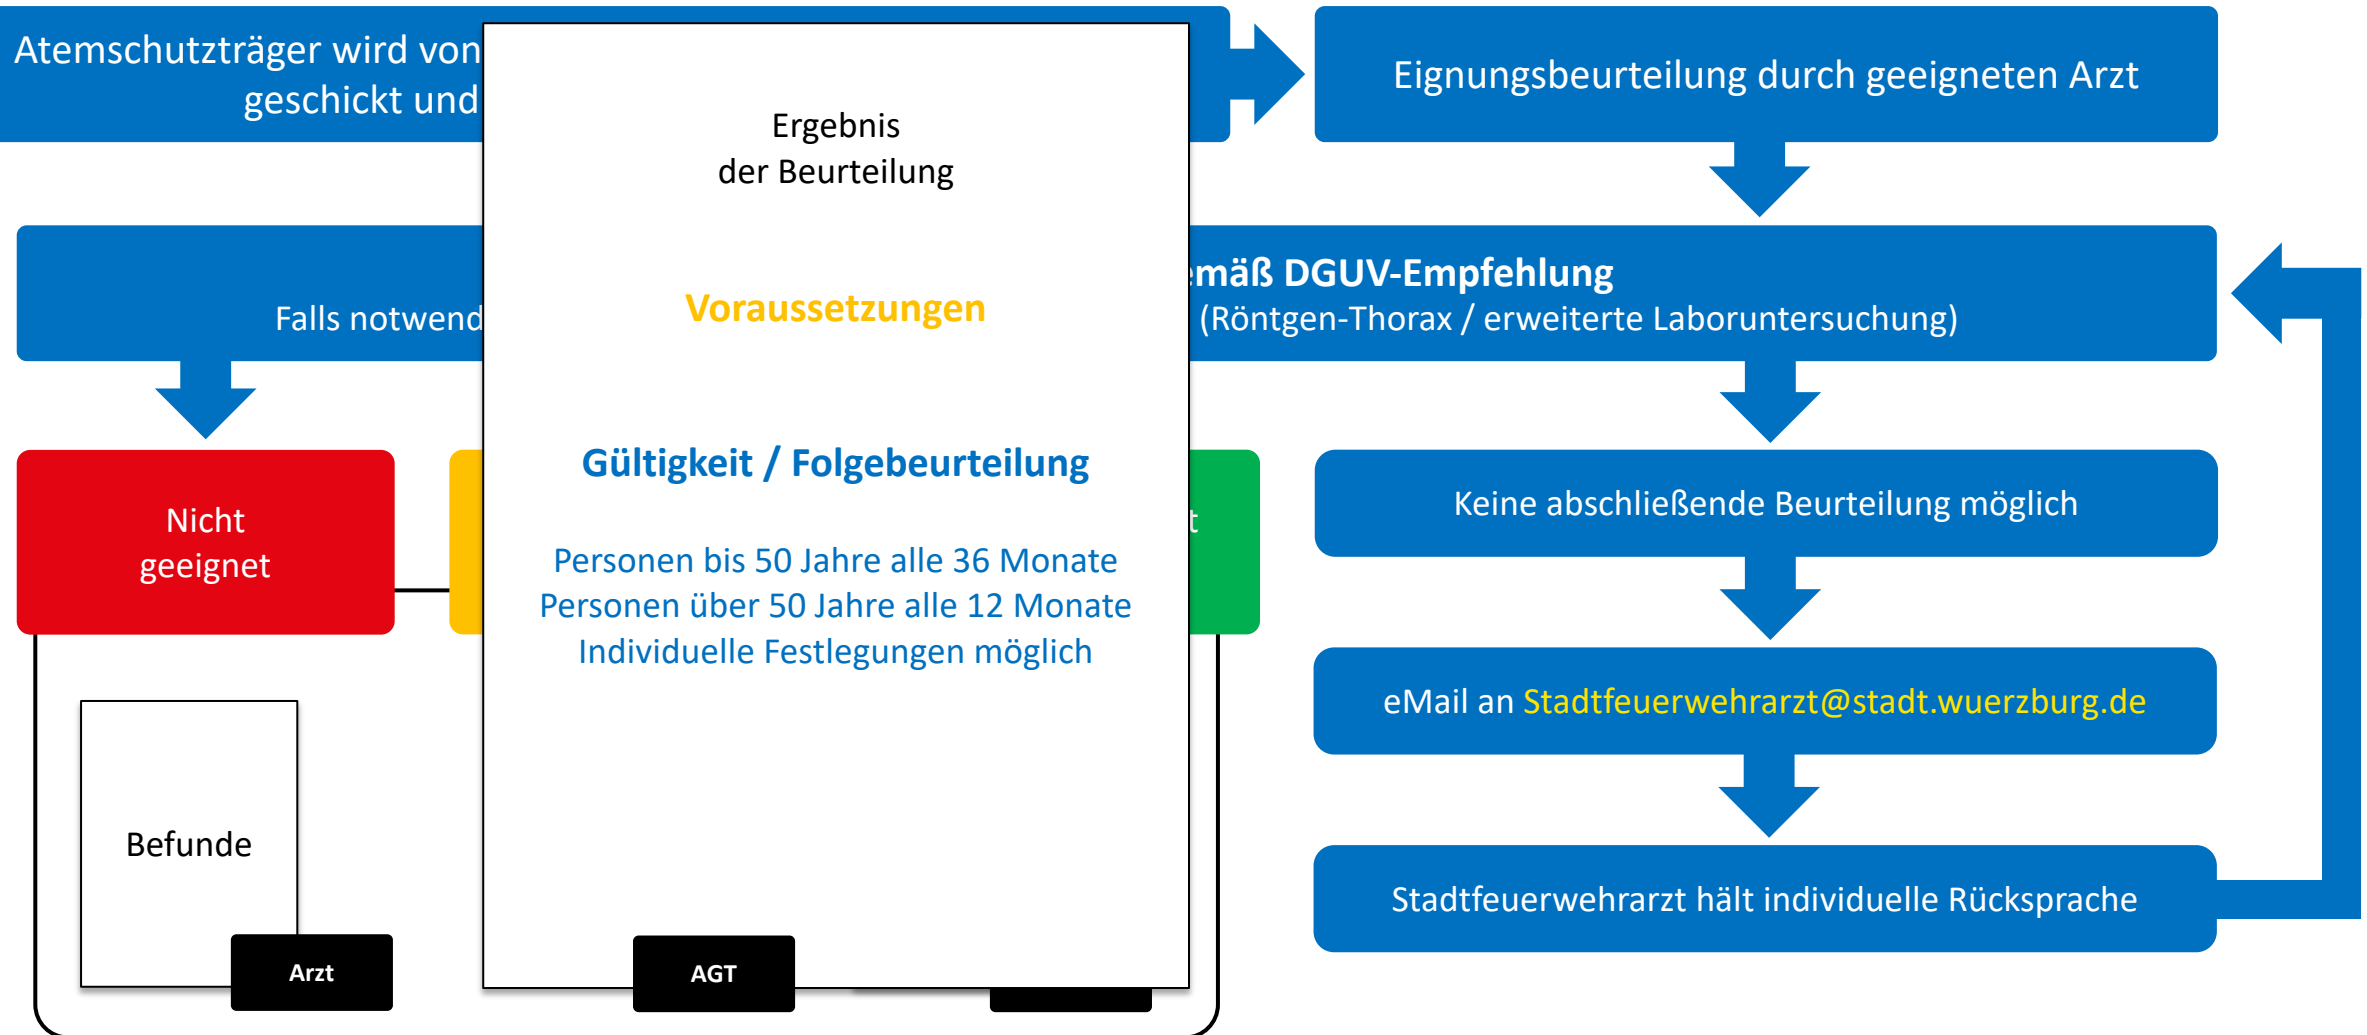 Atemschutzträger wird von
geschickt und
Eignungsbeurteilung durch geeigneten Arzt
Ergebnis
der Beurteilung
Voraussetzungen
Gültigkeit / Folgebeurteilung
Personen bis 50 Jahre alle 36 Monate
Personen über 50 Jahre alle 12 Monate
Individuelle Festlegungen möglich
DGUV-Empfehlung
Falls
(Röntgen-Thorax / erweiterte Laboruntersuchung)
Nicht
geeignet
Keine abschließende Beurteilung möglich
eMail an Stadtfeuerwehrarzt@stadt.wuerzburg.de
Stadtfeuerwehrarzt hält individuelle Rücksprache
Befunde
Arzt
AGT